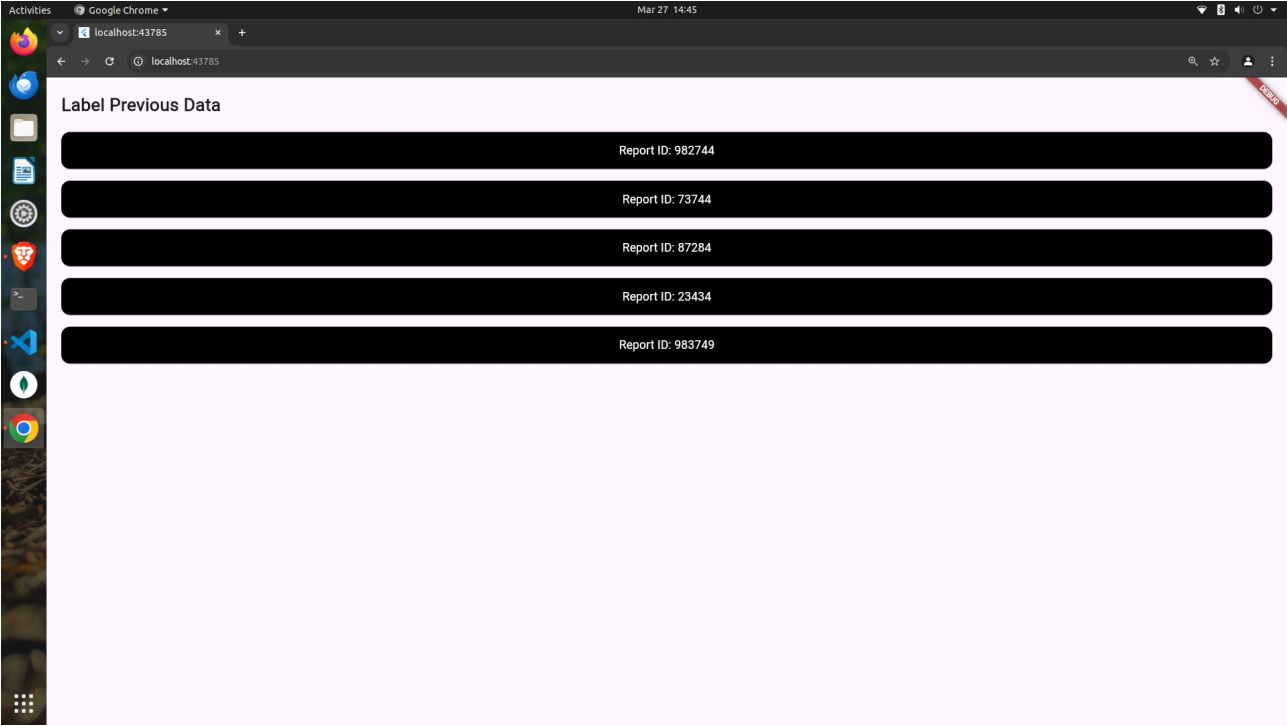 Activities Google Chrome Mar 27 14:45
localhost:43785
localhost:43785
DEBUG
Label Previous Data
Report ID: 982744
Report ID: 73744
Report ID: 87284
Report ID: 23434
Report ID: 983749